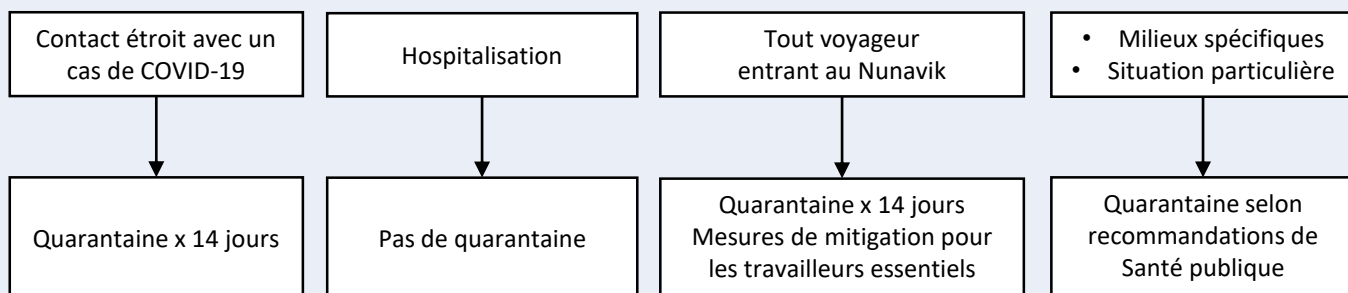 Contact étroit avec un
cas de COVID-19
Hospitalisation
Tout voyageur
entrant au Nunavik
• Milieux spécifiques
• Situation particulière
Quarantaine x 14 jours
Pas de quarantaine
Quarantaine x 14 jours
Mesures de mitigation pour
les travailleurs essentiels
Quarantaine selon
recommandations de
Santé publique